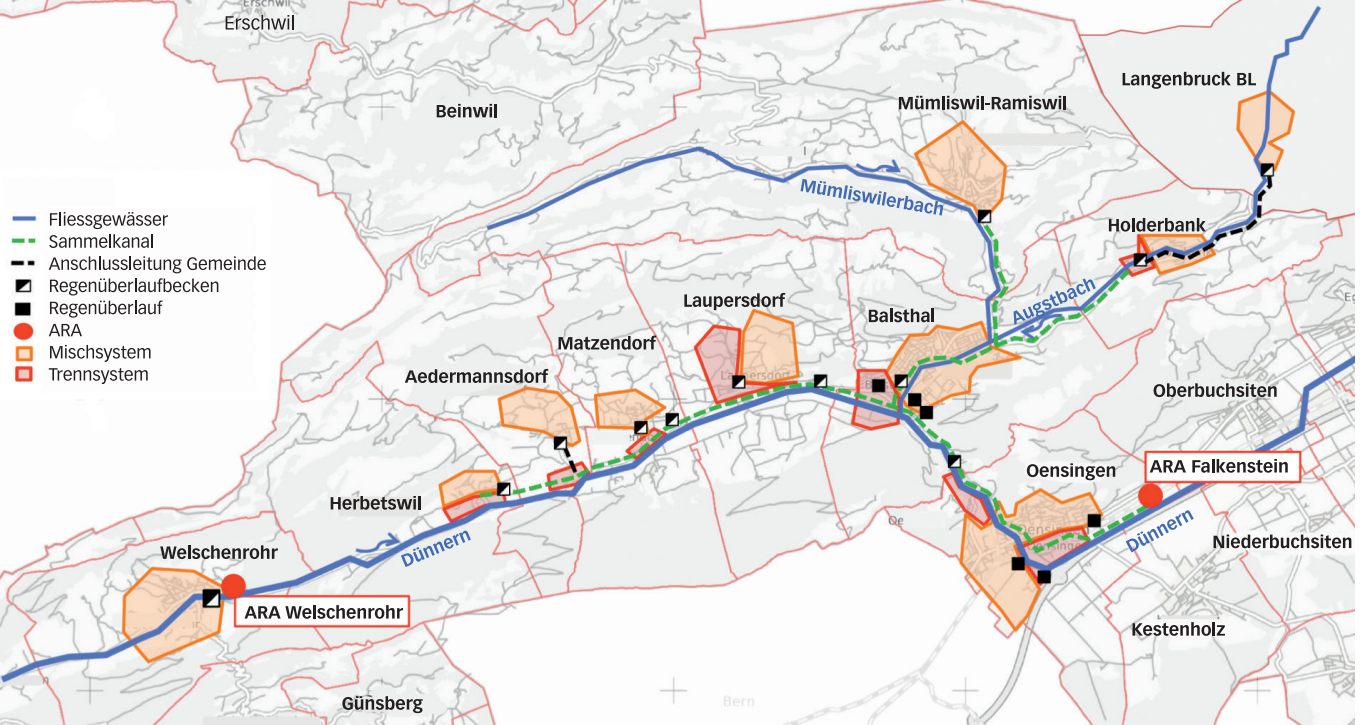 Erschwil
Erschwil
Beinwil
Mümliswil-Ramiswil
Langenbruck BL
Mümliswilerbach
Fliessgewässer
Sammelkanal
Anschlussleitung Gemeinde
Regenüberlaufbecken
Regenüberlauf
ARA
Mischsystem
Trennsystem
Holderbank
Augstbach
Laupersdorf
Balsthal
Matzendorf
Aedermannsdorf
Oberbuchsiten
Oensingen
ARA Falkenstein
Herbetswil
Dünnern
Dünnern
Niederbuchsiten
Welschenrohr
ARA Welschenrohr
Kestenholz
Günsberg
Bern